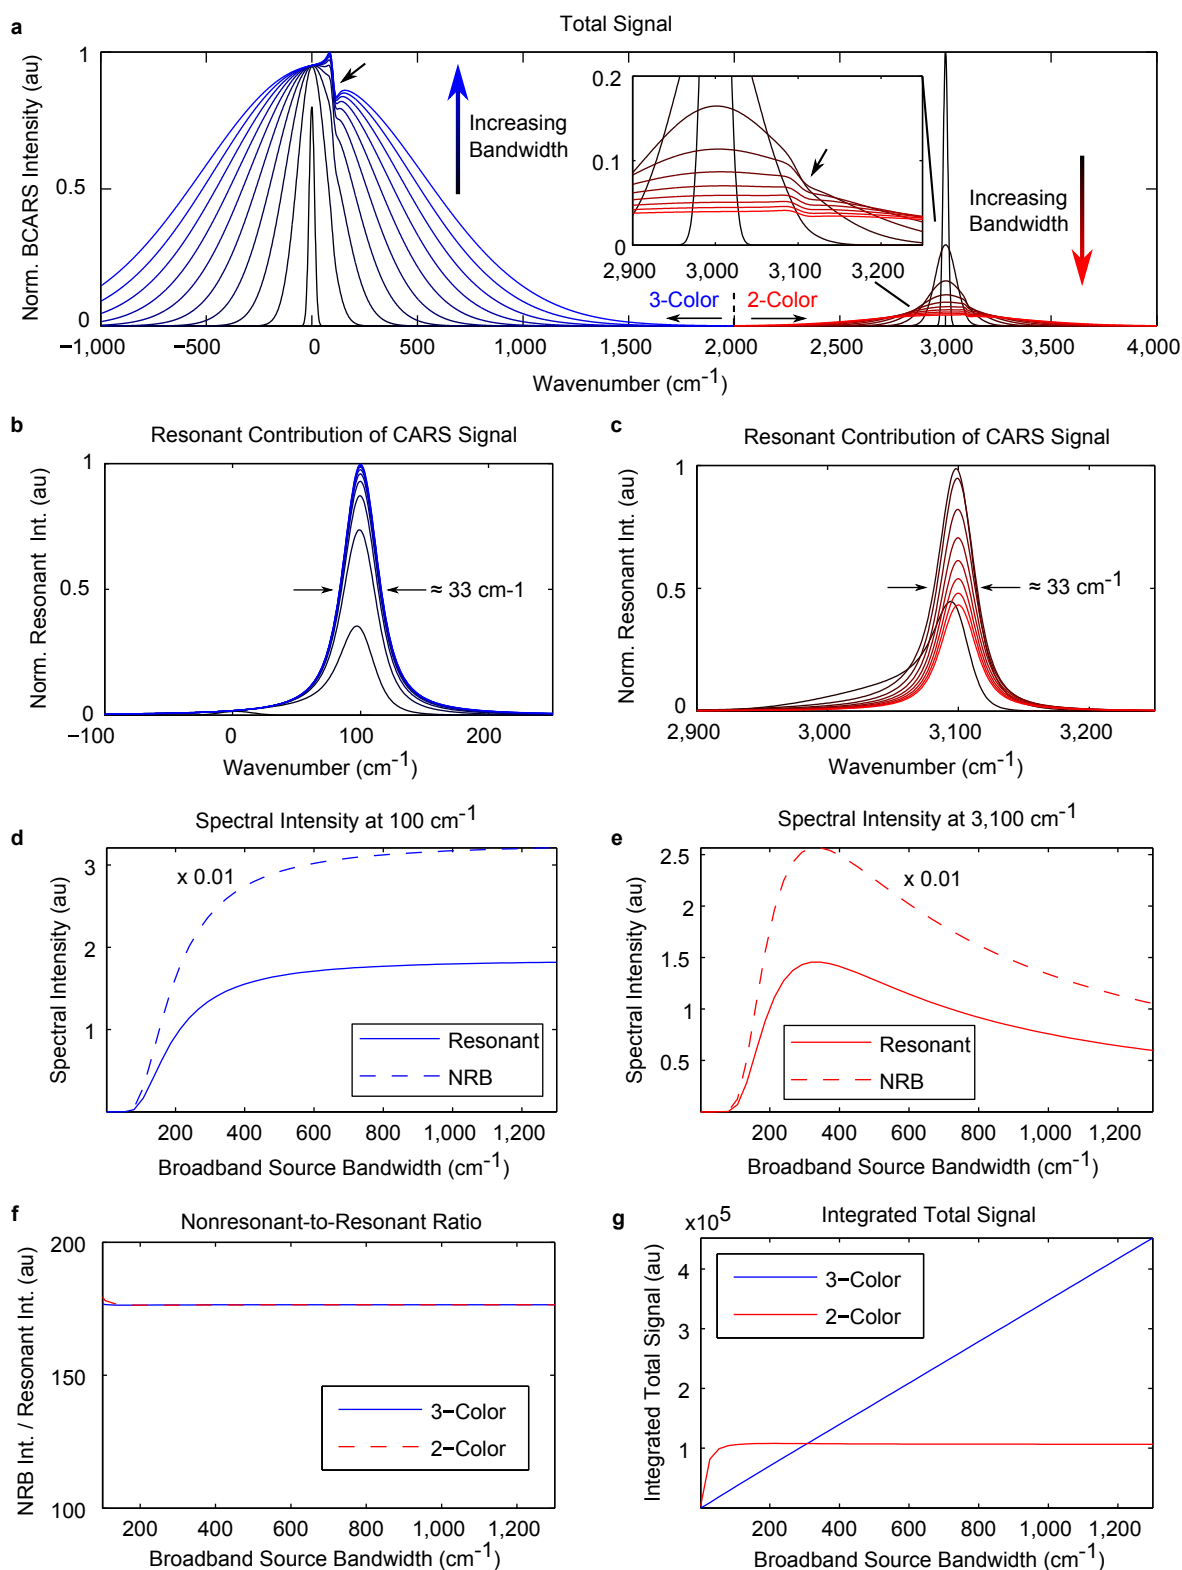 a
Total Signal
Norm. BCARS Intensity (au)
1
0.5
0
Increasing
Bandwidth
0.2
0.1
0
2,900
3,000
3,100
3,200
3-Color
2-Color
Increasing
Bandwidth
−1,000
−500
0
500
1,000
1,500
2,000
2,500
3,000
3,500
4,000
Wavenumber (cm-1)
b
Resonant Contribution of CARS Signal
Norm. Resonant Int. (au)
1
0.5
0
≈ 33 cm-1
−100
0
100
200
Wavenumber (cm-1)
c
Resonant Contribution of CARS Signal
Norm. Resonant Int. (au)
1
0.5
0
≈ 33 cm-1
2,900
3,000
3,100
3,200
Wavenumber (cm-1)
d
Spectral Intensity at 100 cm-1
Spectral Intensity (au)
3
2
1
x 0.01
Resonant
NRB
200
400
600
800
1,000
1,200
Broadband Source Bandwidth (cm-1)
e
Spectral Intensity at 3,100 cm-1
Spectral Intensity (au)
2.5
2
1.5
1
0.5
x 0.01
Resonant
NRB
200
400
600
800
1,000
1,200
Broadband Source Bandwidth (cm-1)
f
Nonresonant-to-Resonant Ratio
NRB Int. / Resonant Int. (au)
200
150
100
3−Color
2−Color
200
400
600
800
1,000
1,200
Broadband Source Bandwidth (cm-1)
g
Integrated Total Signal
x10 5
Integrated Total Signal (au)
4
3
2
1
3−Color
2−Color
200
400
600
800
1,000
1,200
Broadband Source Bandwidth (cm-1)